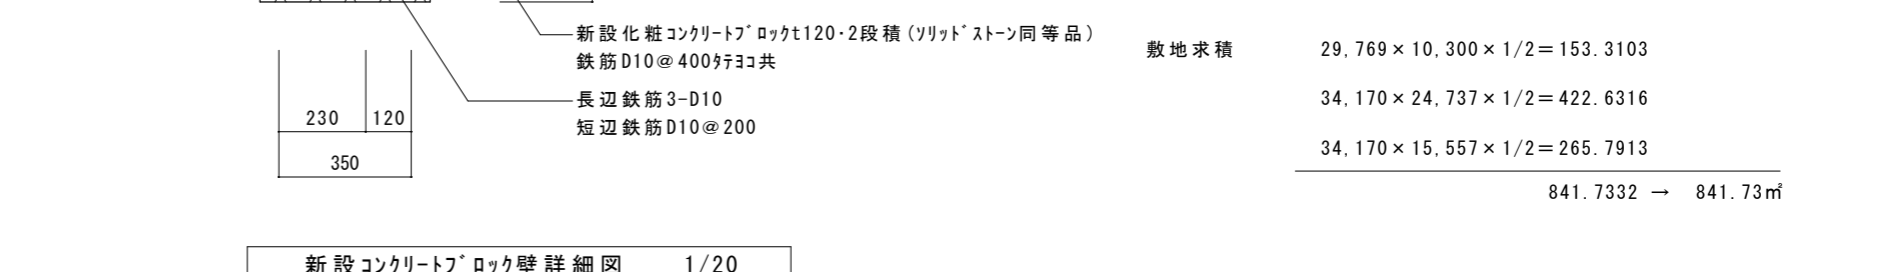 新設化粧ｺﾝｸﾘｰﾄﾌﾞﾛｯｸt120･2段積(ｿﾘｯﾄﾞｽﾄｰﾝ同等品)
鉄筋D10＠400ﾀﾃﾖｺ共
長辺鉄筋3-D10
短辺鉄筋D10＠200
230 120
350
敷地求積 29,769×10,300×1/2＝153.3103
34,170×24,737×1/2＝422.6316
34,170×15,557×1/2＝265.7913
841.7332 → 841.73㎡
新設ｺﾝｸﾘｰﾄﾌﾞﾛｯｸ壁詳細図 1/20